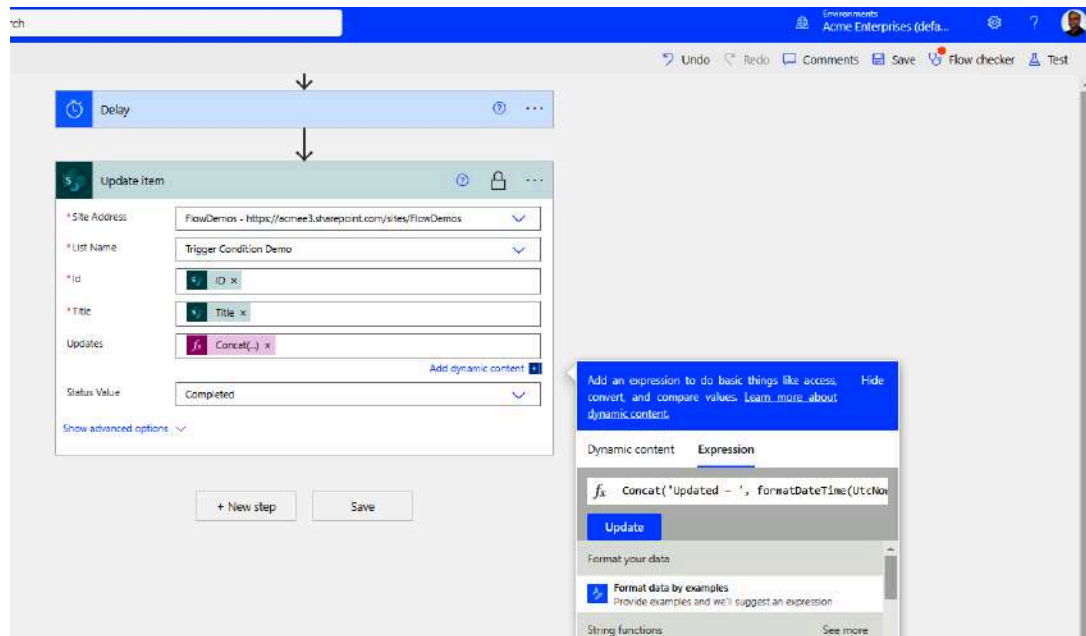 rch
Environments
Acme Enterprises (defa...
?
Undo Redo Comments Save Flow checker Test
Delay
Update item
*Site Address FlowDemos - https://acmee3.sharepoint.com/sites/FlowDemos
*List Name Trigger Condition Demo
*Id ID ×
*Title Title ×
Updates fx Concat(...) ×
Add dynamic content +
Status Value Completed
Show advanced options
+ New step Save
Add an expression to do basic things like access, Hide
convert, and compare values. Learn more about
dynamic content.
Dynamic content Expression
fx Concat('Updated – ', formatDateTime(UtcNow
Update
Format your data
Format data by examples
Provide examples and we'll suggest an expression
String functions See more